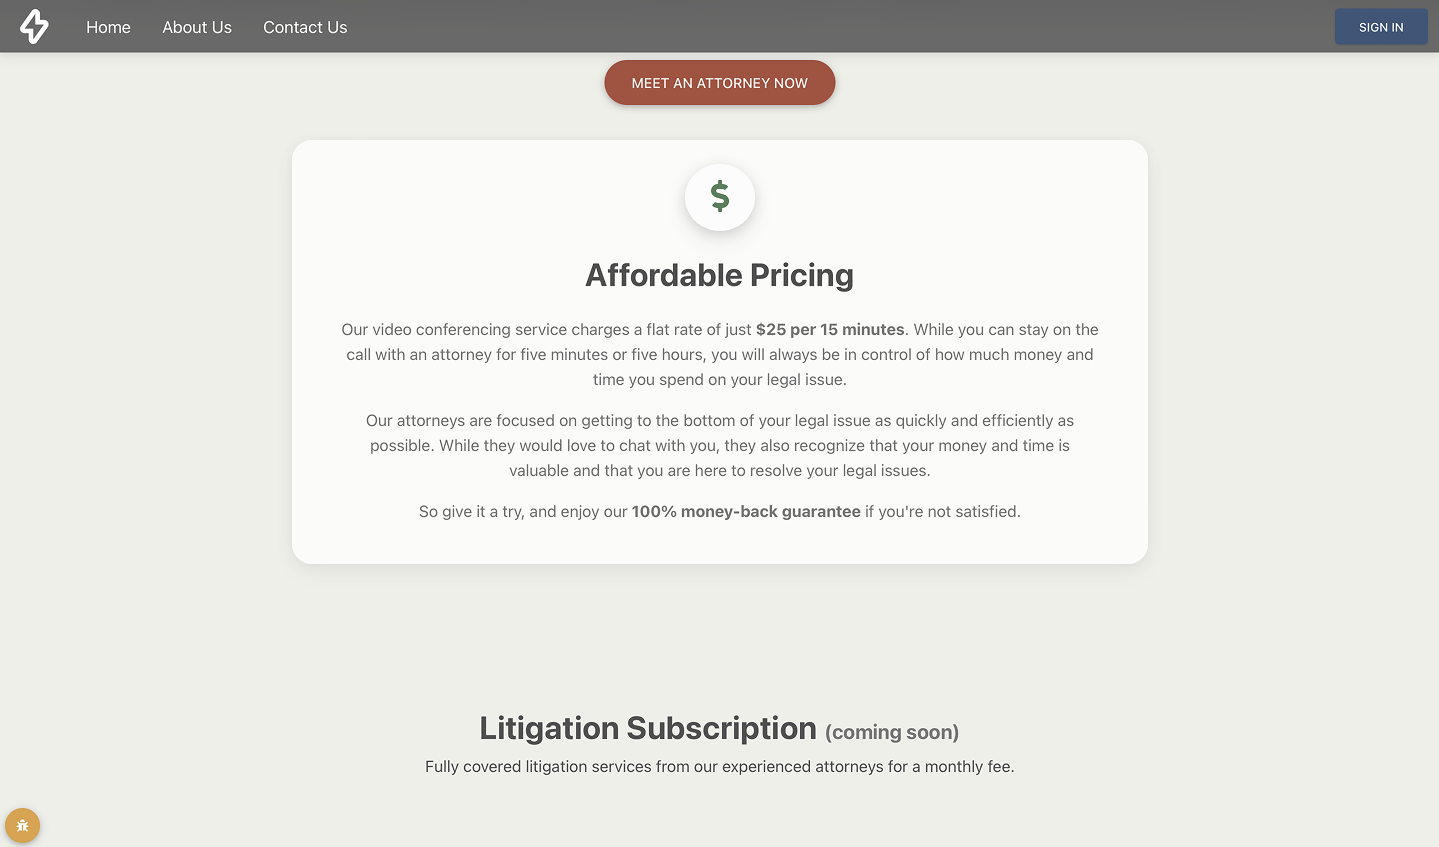 Home
About Us
Contact Us
SIGN IN
MEET AN ATTORNEY NOW
$
Affordable Pricing
Our video conferencing service charges a flat rate of just $25 per 15 minutes. While you can stay on the
call with an attorney for five minutes or five hours, you will always be in control of how much money and
time you spend on your legal issue.
Our attorneys are focused on getting to the bottom of your legal issue as quickly and efficiently as
possible. While they would love to chat with you, they also recognize that your money and time is
valuable and that you are here to resolve your legal issues.
So give it a try, and enjoy our 100% money-back guarantee if you're not satisfied.
Litigation Subscription (coming soon)
Fully covered litigation services from our experienced attorneys for a monthly fee.